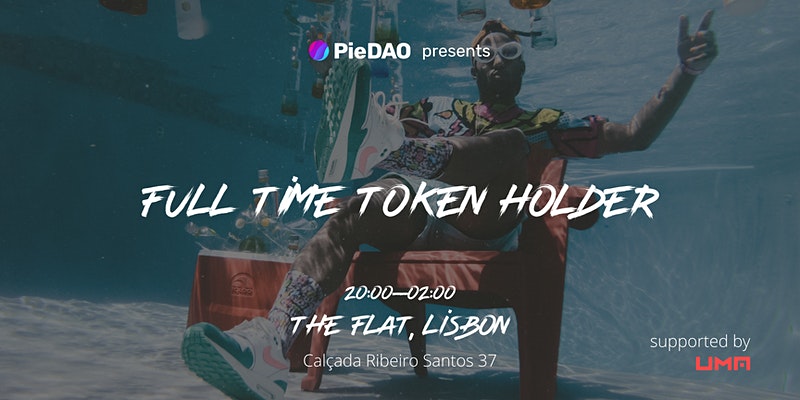 PieDAO presents
FULL TIME TOKEN HOLDER
20:00—02:00
THE FLAT, LISBON
Calçada Ribeiro Santos 37
supported by
UMA